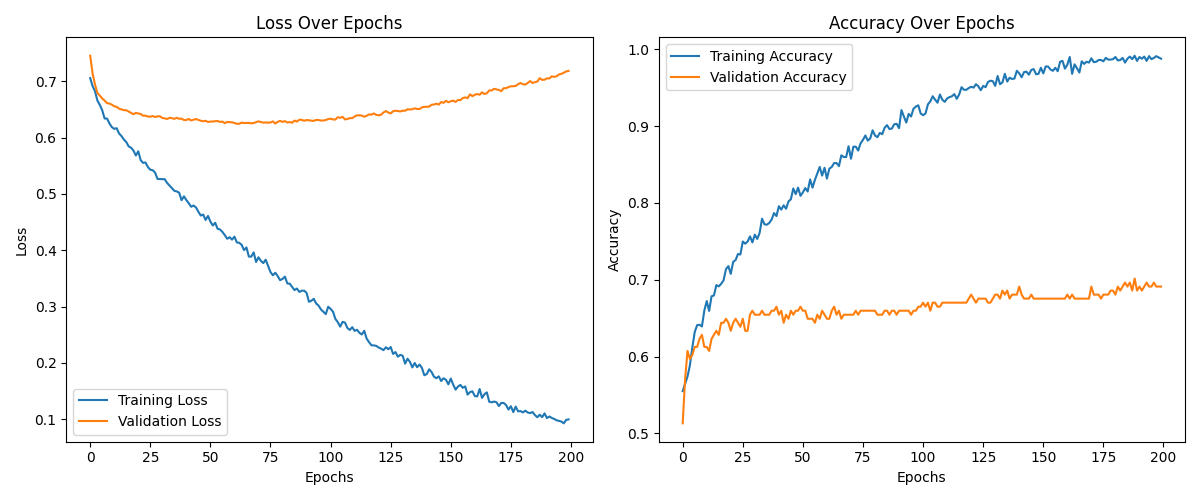 Loss Over Epochs
0.7
0.6
0.5
0.4
0.3
0.2
0.1
Loss
Training Loss
Validation Loss
0 25 50 75 100 125 150 175 200
Epochs
Accuracy Over Epochs
1.0
0.9
0.8
0.7
0.6
0.5
Accuracy
Training Accuracy
Validation Accuracy
0 25 50 75 100 125 150 175 200
Epochs